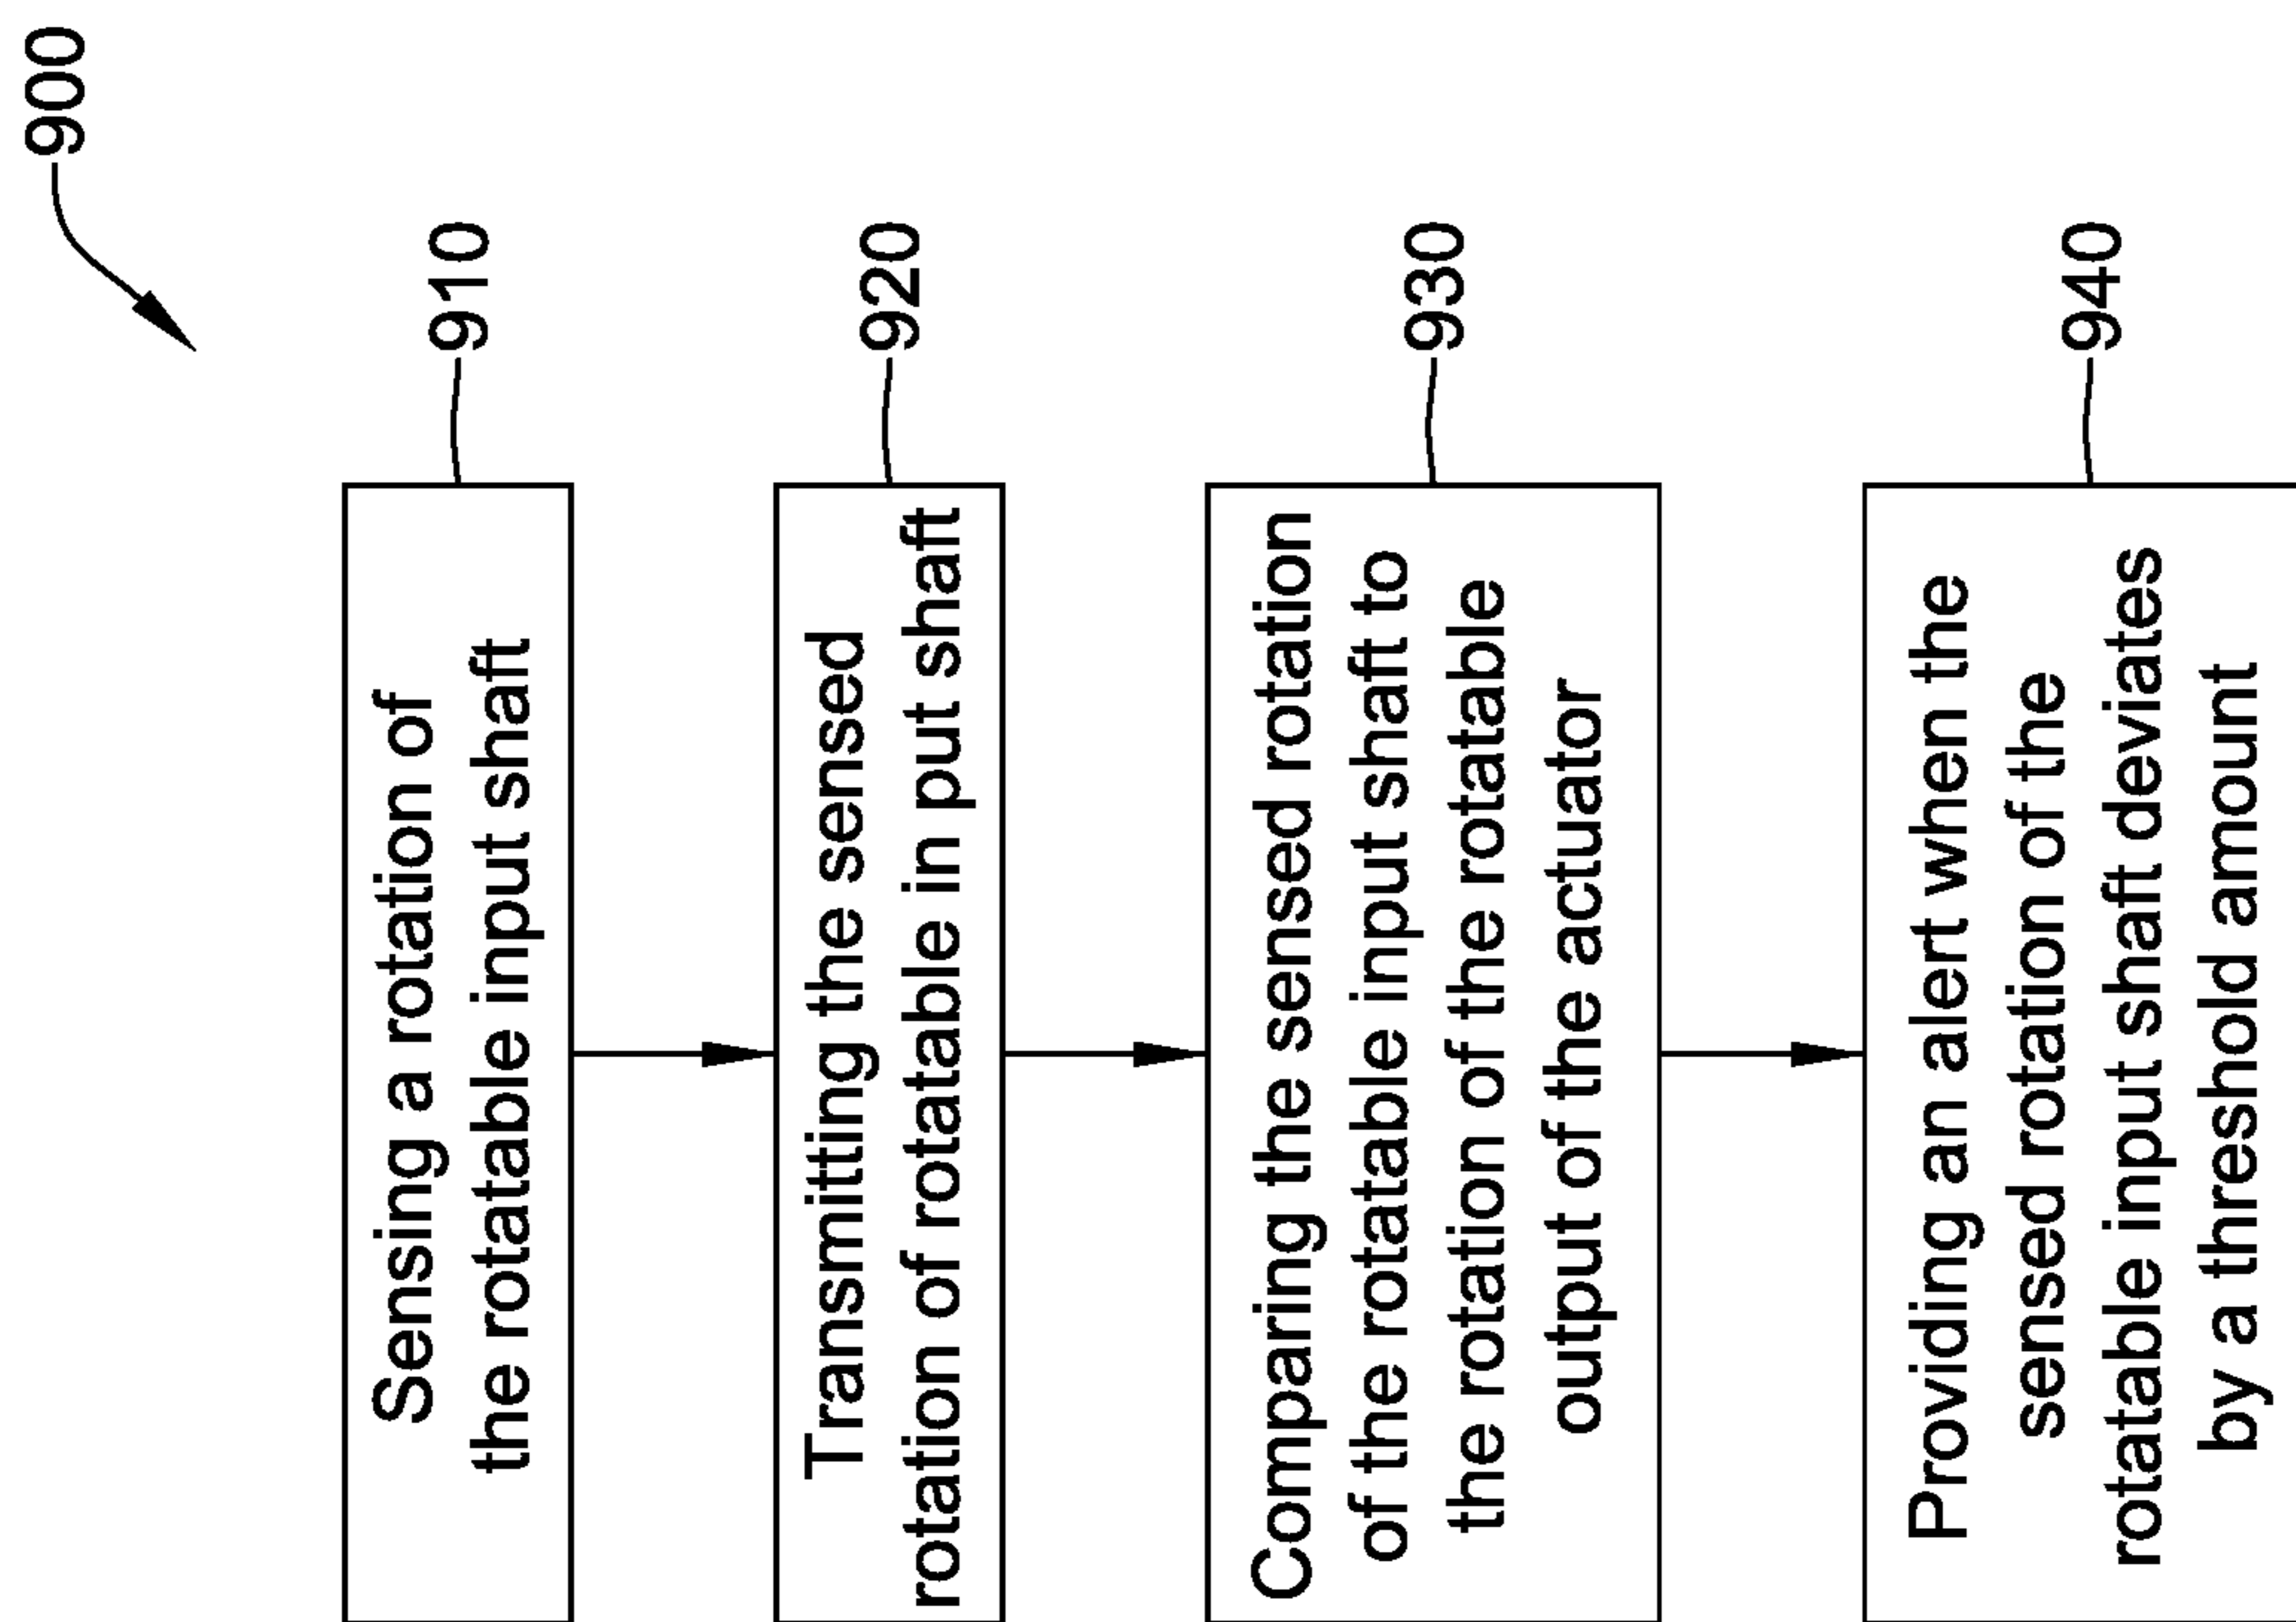 900
Sensing a rotation of
the rotatable input shaft
910
Transmitting the sensed
rotation of rotatable in put shaft
920
Comparing the sensed rotation
of the rotatable input shaft to
the rotation of the rotatable
output of the actuator
930
Providing an alert when the
sensed rotation of the
rotatable input shaft deviates
by a threshold amount
940